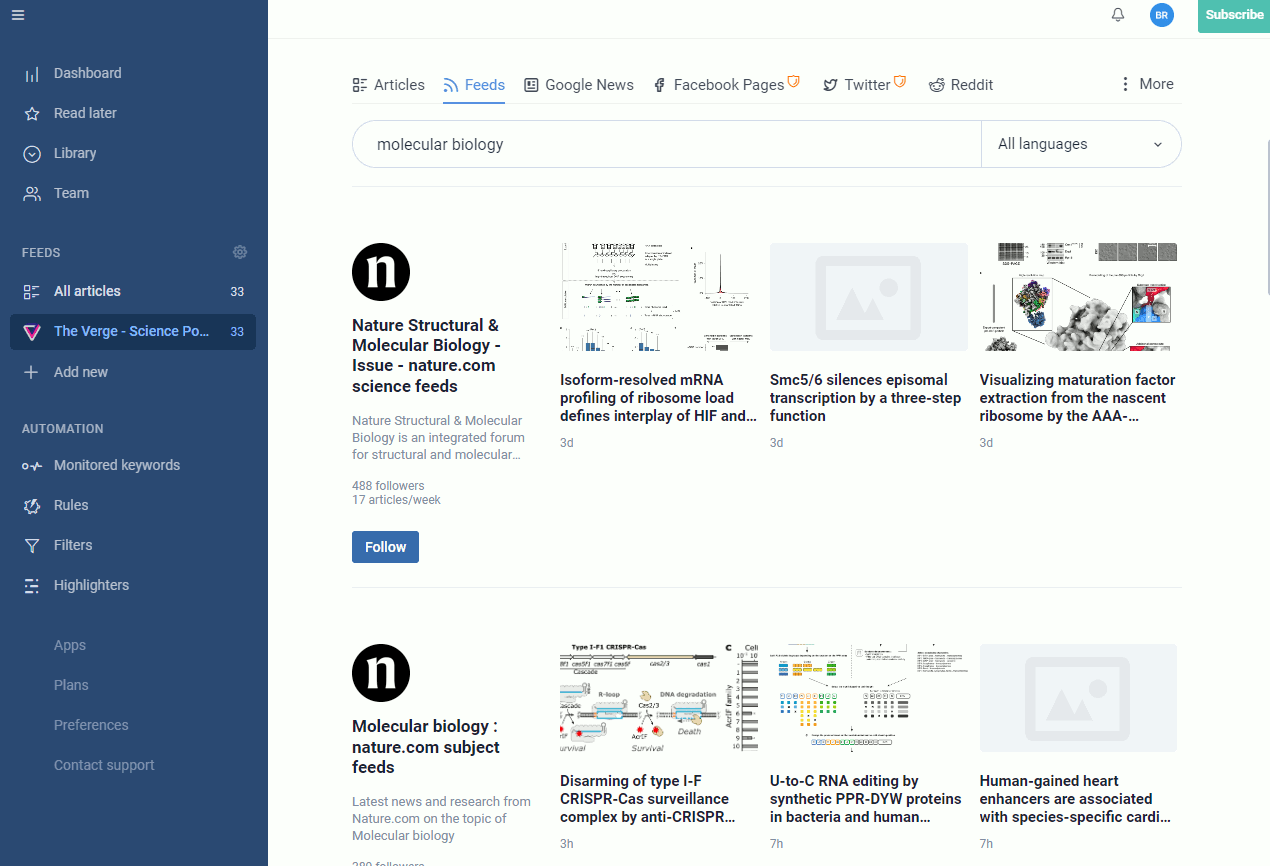 BR
Subscribe
Dashboard
Read later
Library
Team
FEEDS
All articles 33
The Verge - Science Po... 33
Add new
AUTOMATION
Monitored keywords
Rules
Filters
Highlighters
Apps
Plans
Preferences
Contact support
Articles Feeds Google News Facebook Pages Twitter Reddit More
molecular biology All languages
n
Nature Structural &
Molecular Biology -
Issue - nature.com
science feeds
Nature Structural & Molecular
Biology is an integrated forum
for structural and molecular...
488 followers
17 articles/week
Follow
Isoform-resolved mRNA
profiling of ribosome load
defines interplay of HIF and...
3d
Smc5/6 silences episomal
transcription by a three-step
function
3d
Visualizing maturation factor
extraction from the nascent
ribosome by the AAA-...
3d
n
Molecular biology :
nature.com subject
feeds
Latest news and research from
Nature.com on the topic of
Molecular biology
Type I-F1 CRISPR-Cas
cas5f1 cas7f1 cas6f cas2/3 cas1
Cascade
R-loop DNA degradation
Cas2/3
AcrIF
Survival Death
AcrIF family
C
Disarming of type I-F
CRISPR-Cas surveillance
complex by anti-CRISPR...
3h
U-to-C RNA editing by
synthetic PPR-DYW proteins
in bacteria and human...
7h
Human-gained heart
enhancers are associated
with species-specific cardi...
7h